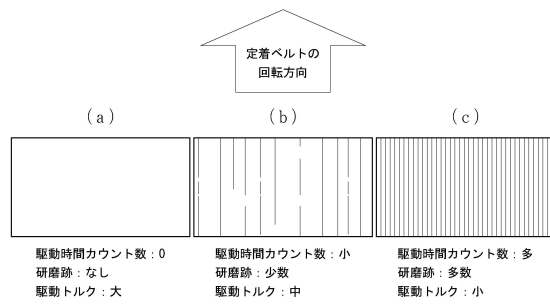 定着ベルトの
回転方向
(a)
(b)
(c)
駆動時間カウント数：0
研磨跡：なし
駆動トルク：大
駆動時間カウント数：小
研磨跡：少数
駆動トルク：中
駆動時間カウント数：多
研磨跡：多数
駆動トルク：小